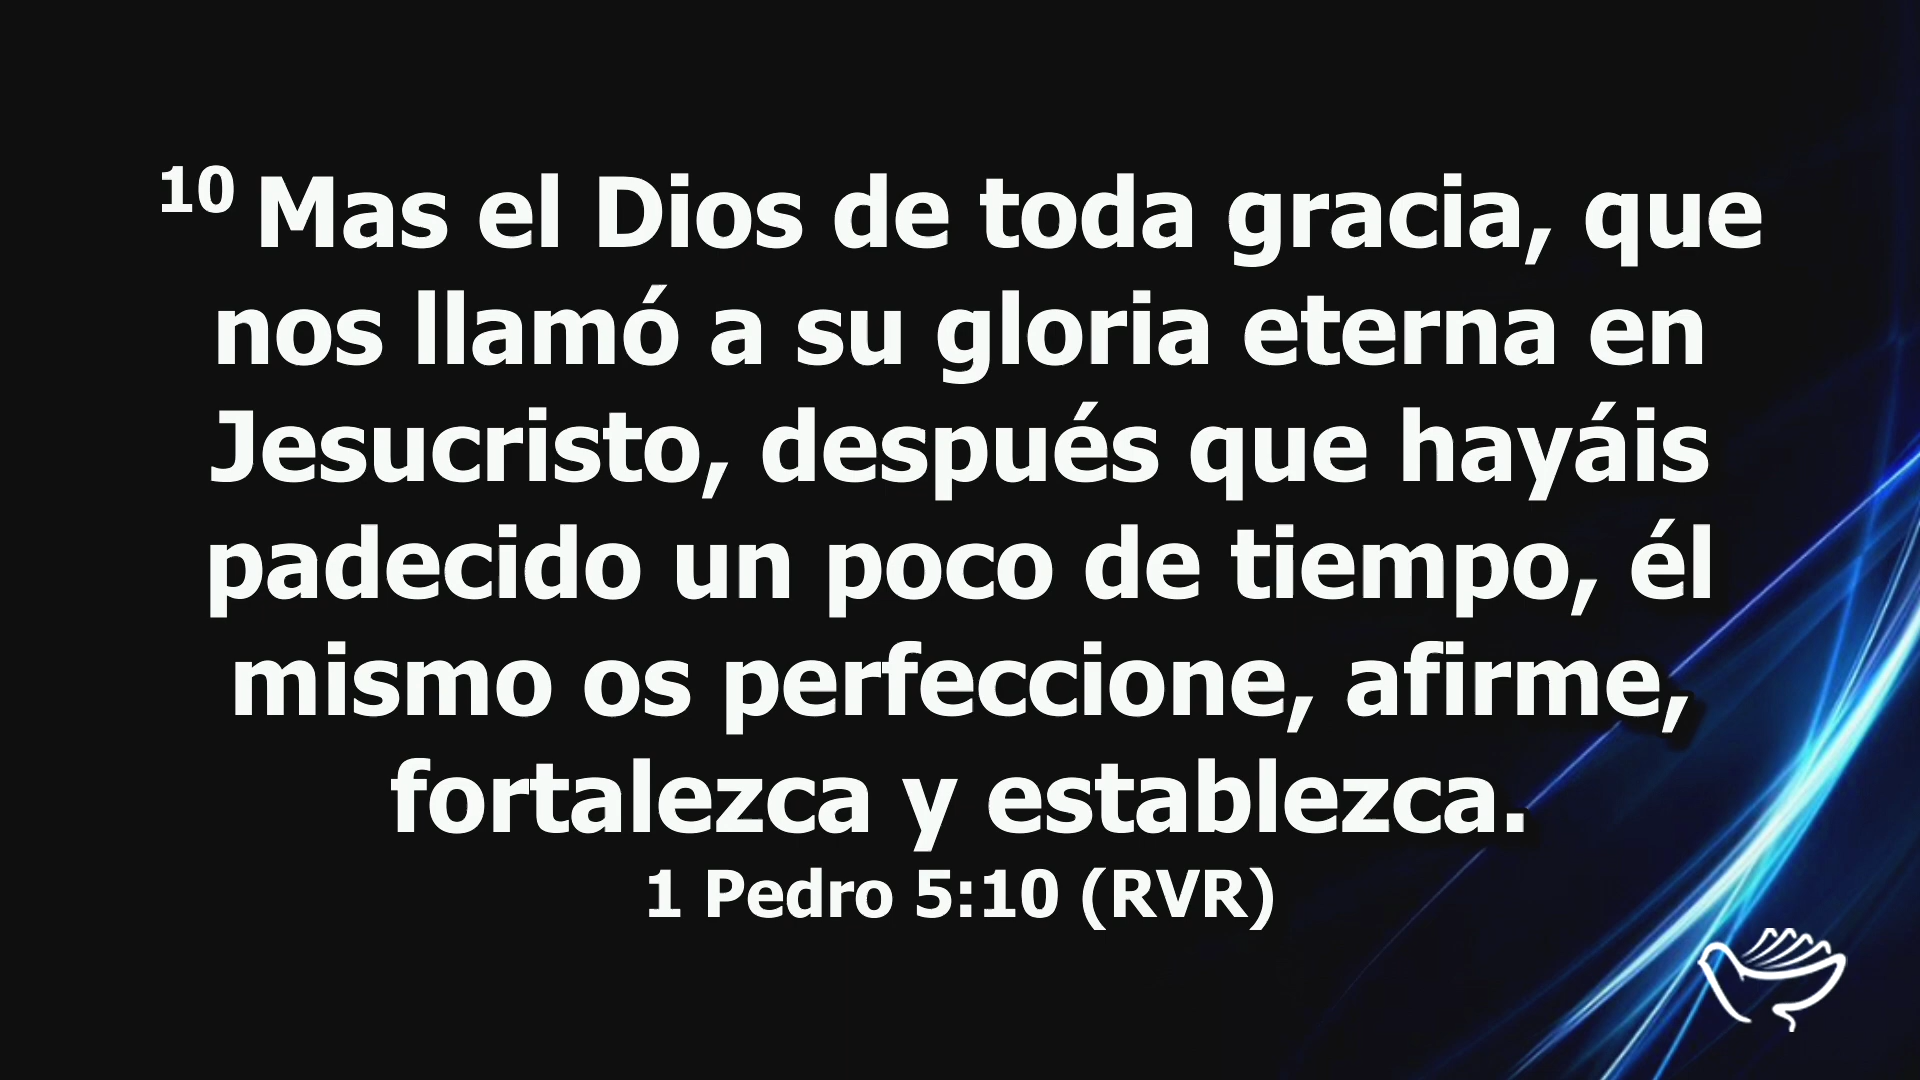 10 Mas el Dios de toda gracia, que
nos llamó a su gloria eterna en
Jesucristo, después que hayáis
padecido un poco de tiempo, él
mismo os perfeccione, afirme,
fortalezca y establezca.
1 Pedro 5:10 (RVR)